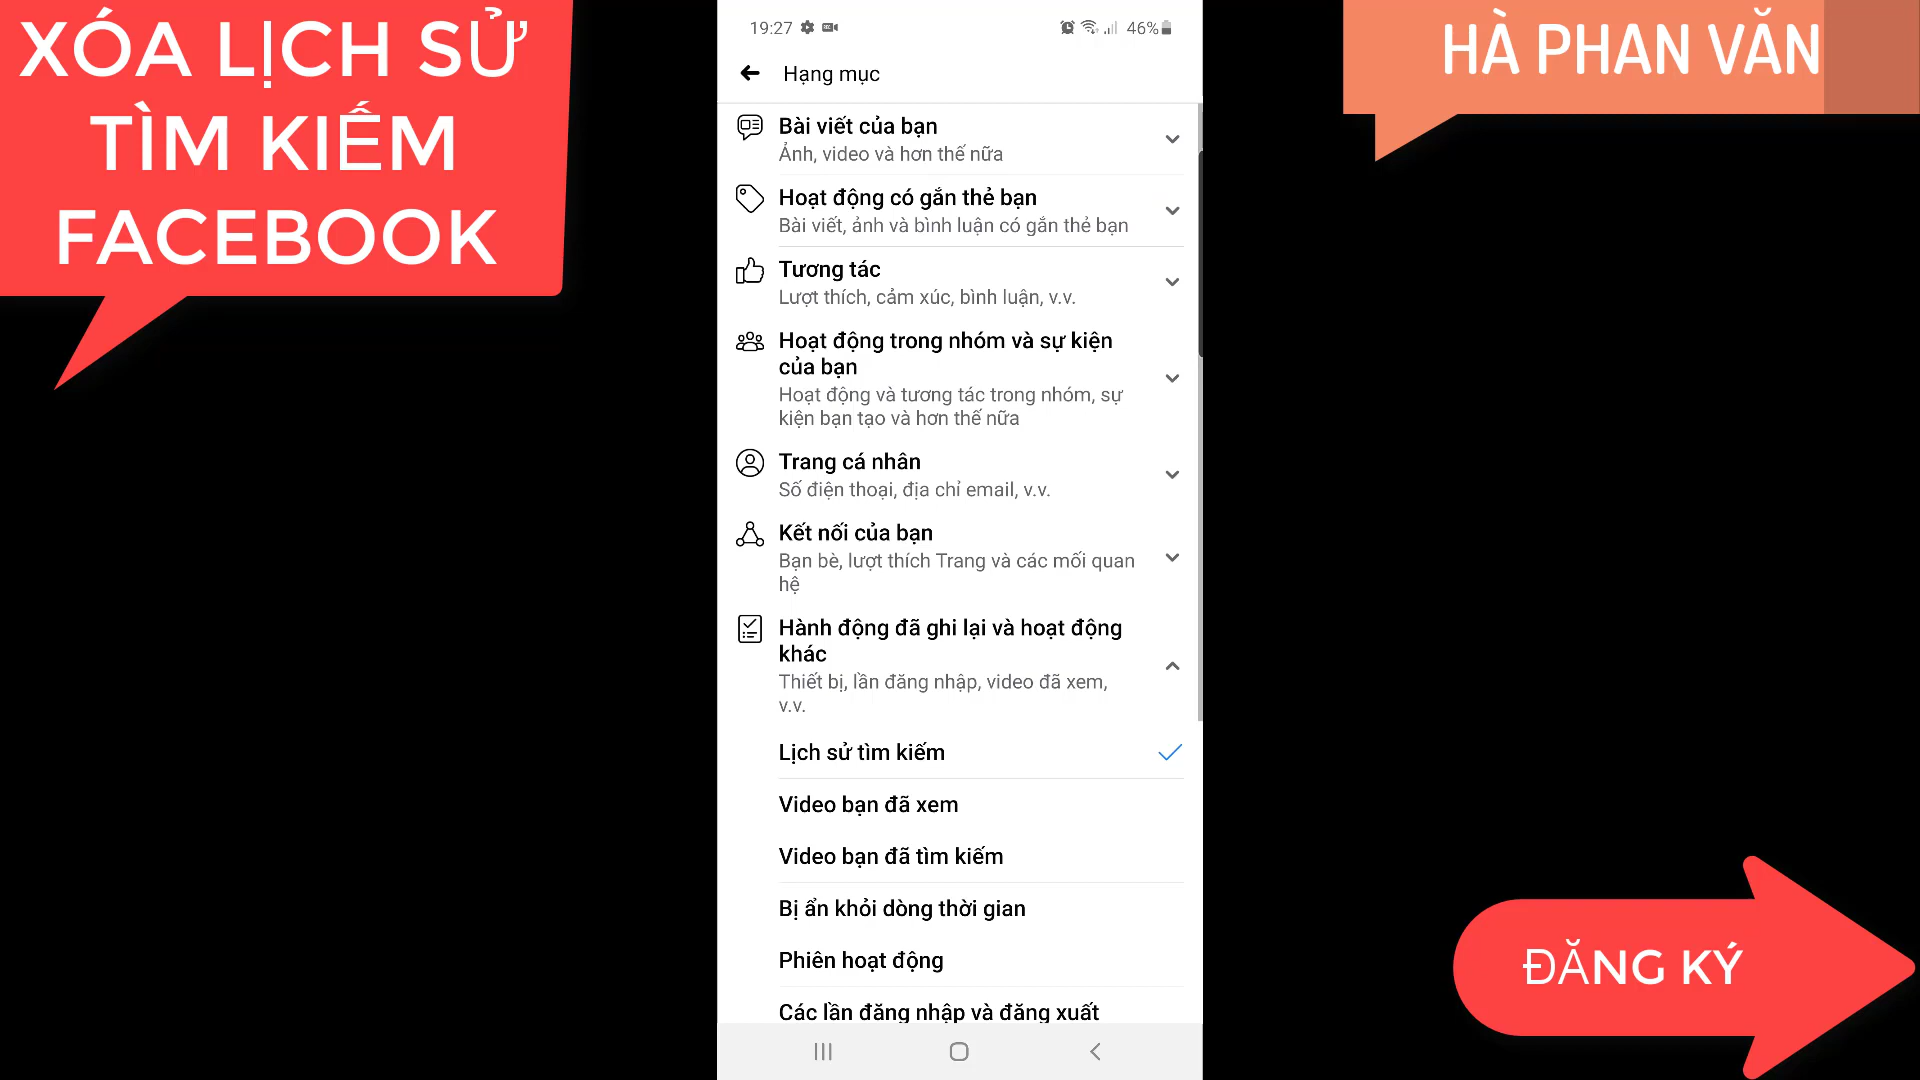 XÓA LỊCH SỬ
TÌM KIẾM
FACEBOOK
HÀ PHAN VĂN
19:27
46%
Hạng mục
Bài viết của bạn
Ảnh, video và hơn thế nữa
Hoạt động có gắn thẻ bạn
Bài viết, ảnh và bình luận có gắn thẻ bạn
Tương tác
Lượt thích, cảm xúc, bình luận, v.v.
Hoạt động trong nhóm và sự kiện
của bạn
Hoạt động và tương tác trong nhóm, sự
kiện bạn tạo và hơn thế nữa
Trang cá nhân
Số điện thoại, địa chỉ email, v.v.
Kết nối của bạn
Bạn bè, lượt thích Trang và các mối quan
hệ
Hành động đã ghi lại và hoạt động
khác
Thiết bị, lần đăng nhập, video đã xem,
v.v.
Lịch sử tìm kiếm
Video bạn đã xem
Video bạn đã tìm kiếm
Bị ẩn khỏi dòng thời gian
Phiên hoạt động
Các lần đăng nhập và đăng xuất
ĐĂNG KÝ